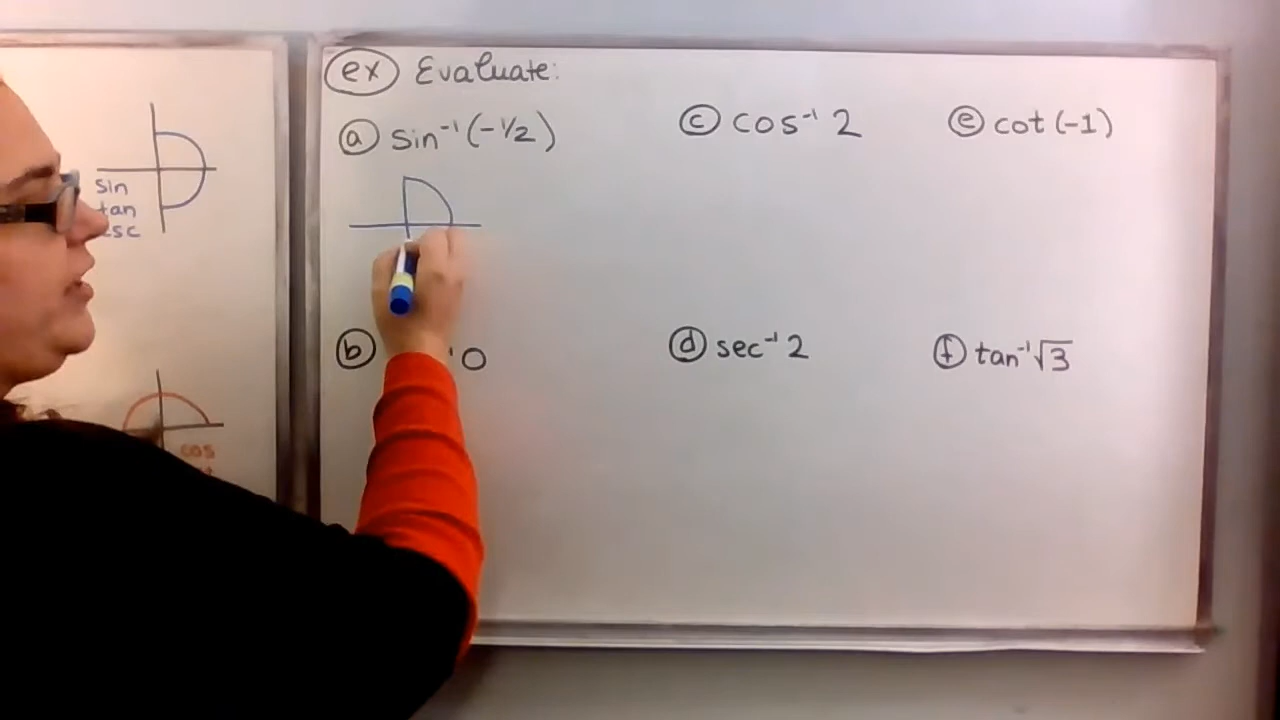 sin
tan
cos
ex Evaluate:
a sin⁻¹(-1/2)
b ¹0
c cos⁻¹ 2
d sec⁻¹ 2
e cot (-1)
f tan⁻¹√3